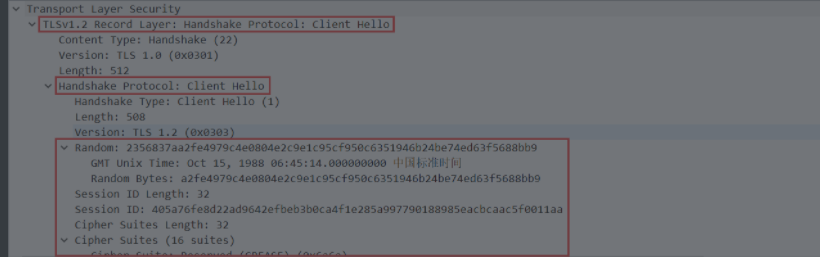 Transport Layer Security
TLSv1.2 Record Layer: Handshake Protocol: Client Hello
Content Type: Handshake (22)
Version: TLS 1.0 (0x0301)
Length: 512
Handshake Protocol: Client Hello
Handshake Type: Client Hello (1)
Length: 508
Version: TLS 1.2 (0x0303)
Random: 2356837aa2fe4979c4e0804e2c9e1c95cf950c6351946b24be74ed63f5688bb9
GMT Unix Time: Oct 15, 1988 06:45:14.000000000 中国标准时间
Random Bytes: a2fe4979c4e0804e2c9e1c95cf950c6351946b24be74ed63f5688bb9
Session ID Length: 32
Session ID: 405a76fe8d22ad9642efbeb3b0ca4f1e285a997790188985eacbcaac5f0011aa
Cipher Suites Length: 32
Cipher Suites (16 suites)